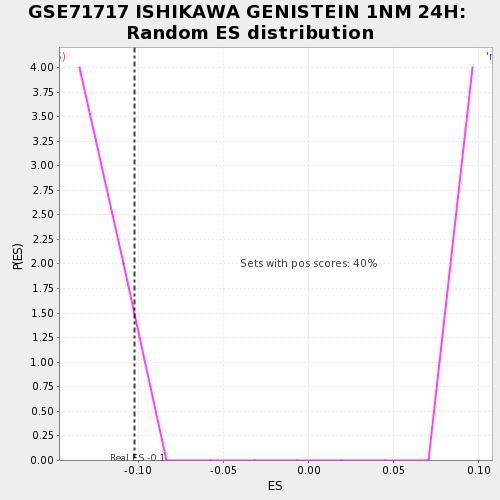 GSE71717 ISHIKAWA GENISTEIN 1NM 24H:
Random ES distribution
4.00
3.75
3.50
3.25
3.00
2.75
2.50
2.25
2.00
1.75
1.50
1.25
1.00
0.75
0.50
0.25
0.00
P(ES)
Sets with pos scores: 40%
Real ES -0.1
-0.10 -0.05 0.00 0.05 0.10
ES